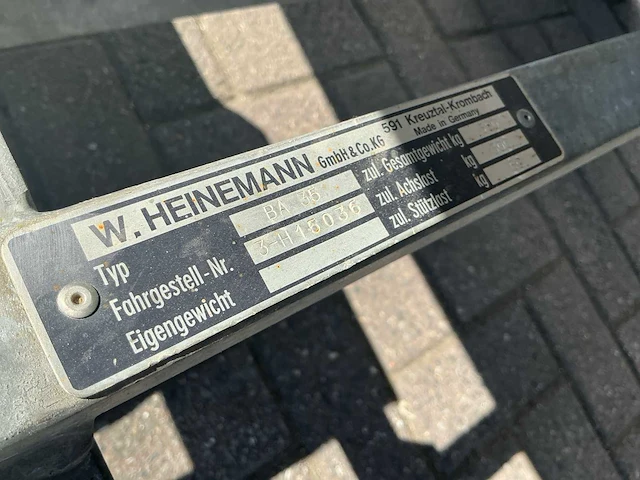 W. HEINEMANN GmbH & Co.KG 591 Kreuztal-Krombach
Made in Germany
Typ BA 35 zul. Gesamtgewicht kg
Fahrgestell-Nr. 3-H15036 zul. Achslast kg
Eigengewicht zul. Stützlast kg